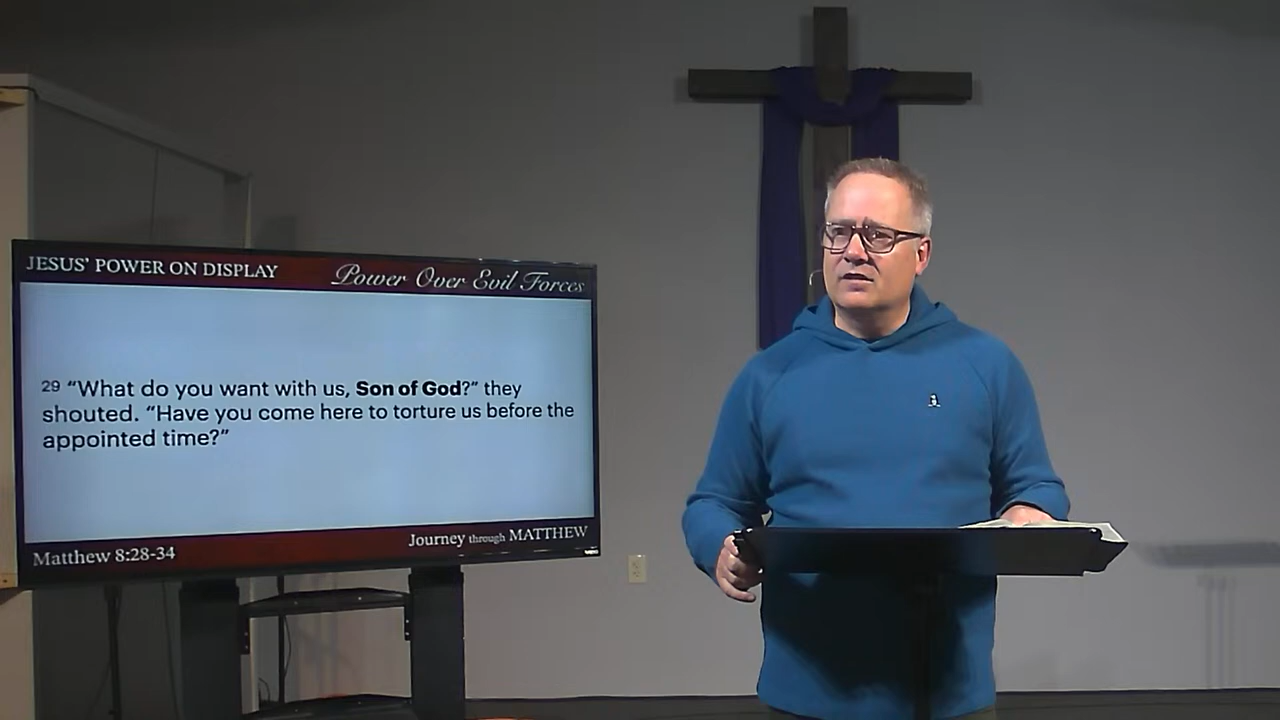 JESUS' POWER ON DISPLAY
Power Over Evil Forces
29 “What do you want with us, Son of God?” they
shouted. “Have you come here to torture us before the
appointed time?”
Journey through MATTHEW
Matthew 8:28-34